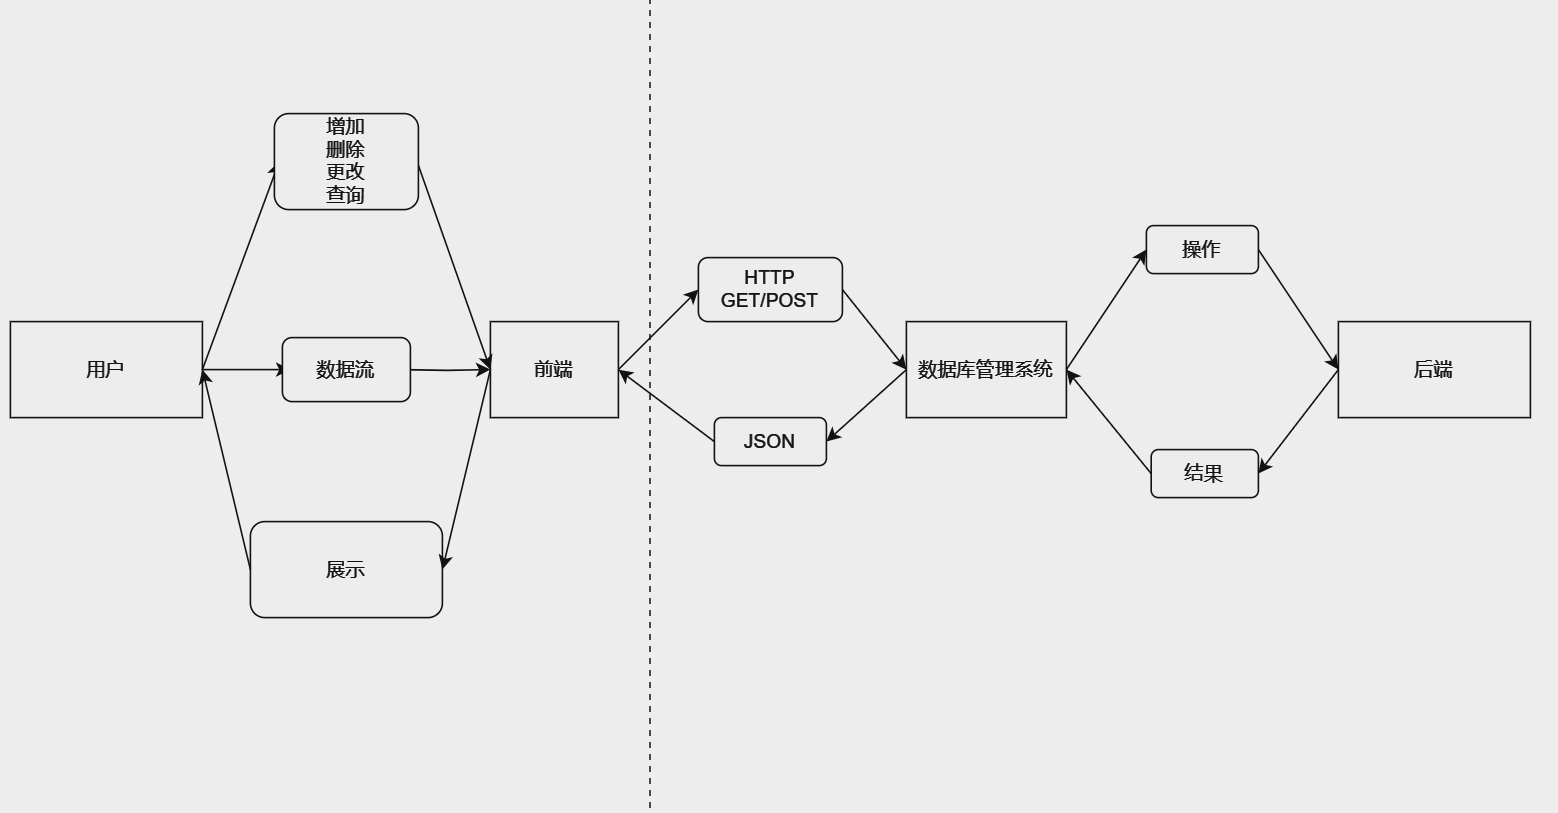 增加
删除
更改
查询
用户
数据流
前端
展示
HTTP
GET/POST
JSON
数据库管理系统
操作
结果
后端